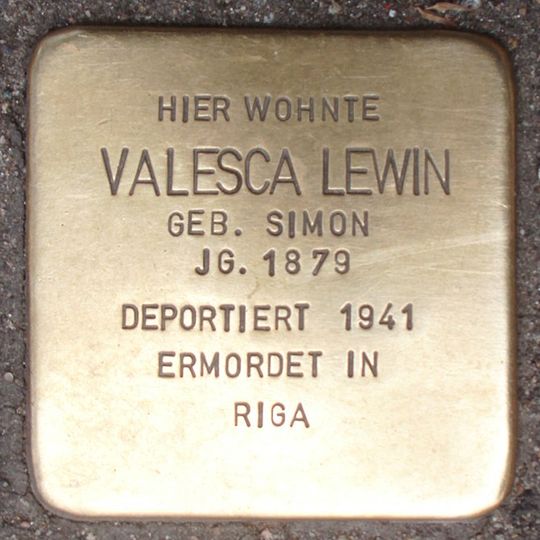 HIER WOHNTE
VALESCA LEWIN
GEB. SIMON
JG. 1879
DEPORTIERT 1941
ERMORDET IN
RIGA